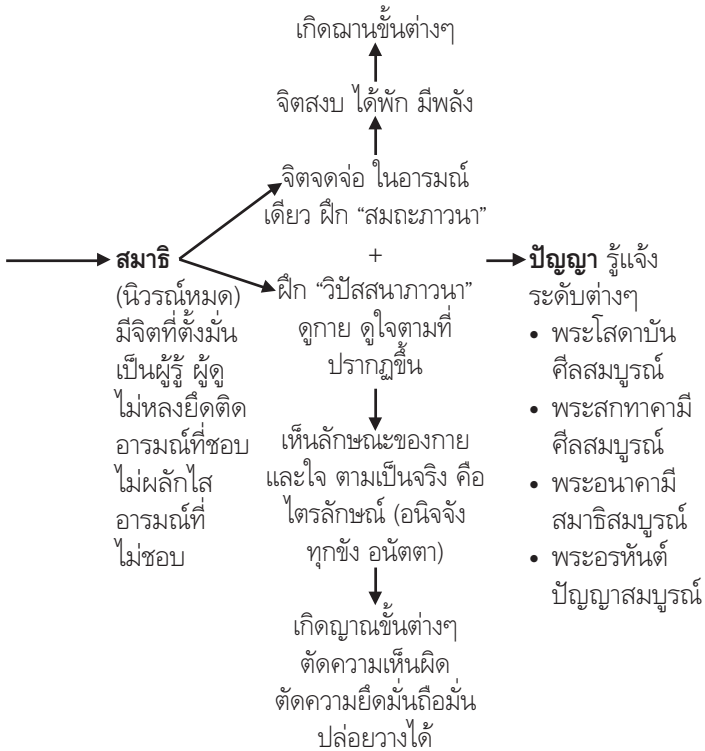 เกิดฌานขั้นต่างๆ
จิตสงบ ได้พัก มีพลัง
จิตจดจ่อ ในอารมณ์
เดียว ฝึก “สมถะภาวนา”
+
สมาธิ
(นิวรณ์หมด)
มีจิตที่ตั้งมั่น
เป็นผู้รู้ ผู้ดู
ไม่หลงยึดติด
อารมณ์ที่ชอบ
ไม่ผลักไส
อารมณ์ที่
ไม่ชอบ
ฝึก “วิปัสสนาภาวนา”
ดูกาย ดูใจตามที่
ปรากฏขึ้น
เห็นลักษณะของกาย
และใจ ตามเป็นจริง คือ
ไตรลักษณ์ (อนิจจัง
ทุกขัง อนัตตา)
เกิดญาณขั้นต่างๆ
ตัดความเห็นผิด
ตัดความยึดมั่นถือมั่น
ปล่อยวางได้
ปัญญา รู้แจ้ง
ระดับต่างๆ
• พระโสดาบัน
ศีลสมบูรณ์
• พระสกทาคามี
ศีลสมบูรณ์
• พระอนาคามี
สมาธิสมบูรณ์
• พระอรหันต์
ปัญญาสมบูรณ์